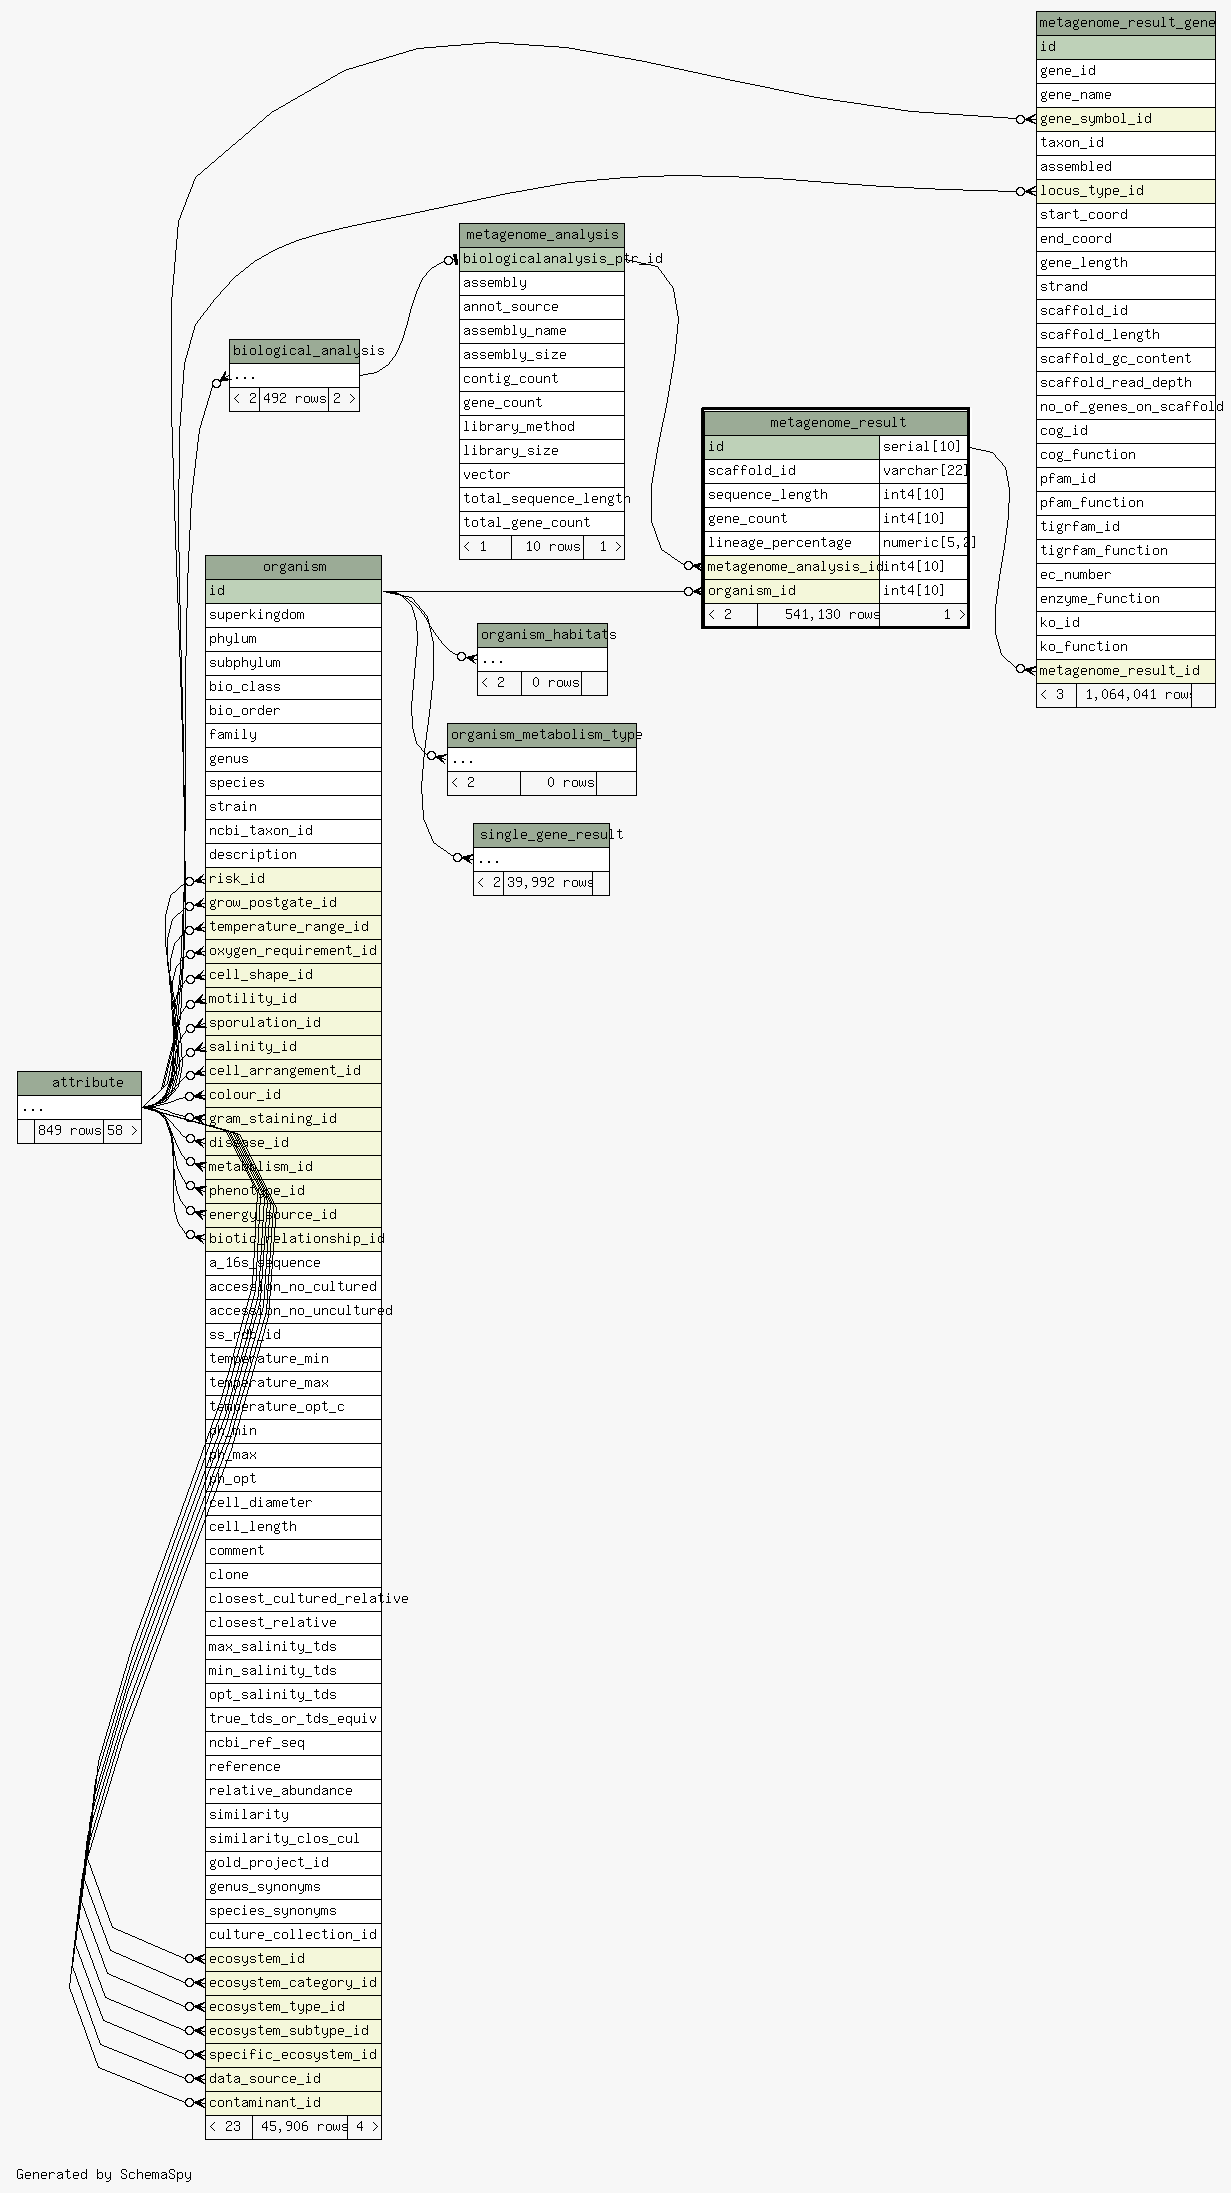 metagenome_result_gene
id
gene_id
gene_name
gene_symbol_id
taxon_id
assembled
locus_type_id
start_coord
end_coord
gene_length
strand
scaffold_id
scaffold_length
scaffold_gc_content
scaffold_read_depth
no_of_genes_on_scaffold
cog_id
cog_function
pfam_id
pfam_function
tigrfam_id
tigrfam_function
ec_number
enzyme_function
ko_id
ko_function
metagenome_result_id
< 3 1,064,041 rows
metagenome_analysis
biologicalanalysis_ptr_id
assembly
annot_source
assembly_name
assembly_size
contig_count
gene_count
library_method
library_size
vector
total_sequence_length
total_gene_count
< 1 10 rows 1 >
biological_analysis
...
< 2 492 rows 2 >
metagenome_result
id serial[10]
scaffold_id varchar[22]
sequence_length int4[10]
gene_count int4[10]
lineage_percentage numeric[5,2]
metagenome_analysis_id int4[10]
organism_id int4[10]
< 2 541,130 rows 1 >
organism_habitats
...
< 2 0 rows
organism_metabolism_type
...
< 2 0 rows
single_gene_result
...
< 2 39,992 rows
attribute
...
849 rows 58 >
organism
id
superkingdom
phylum
subphylum
bio_class
bio_order
family
genus
species
strain
ncbi_taxon_id
description
risk_id
grow_postgate_id
temperature_range_id
oxygen_requirement_id
cell_shape_id
motility_id
sporulation_id
salinity_id
cell_arrangement_id
colour_id
gram_staining_id
disease_id
metabolism_id
phenotype_id
energy_source_id
biotic_relationship_id
a_16s_sequence
accession_no_cultured
accession_no_uncultured
ss_rdb_id
temperature_min
temperature_max
temperature_opt_c
ph_min
ph_max
ph_opt
cell_diameter
cell_length
comment
clone
closest_cultured_relative
closest_relative
max_salinity_tds
min_salinity_tds
opt_salinity_tds
true_tds_or_tds_equiv
ncbi_ref_seq
reference
relative_abundance
similarity
similarity_clos_cul
gold_project_id
genus_synonyms
species_synonyms
culture_collection_id
ecosystem_id
ecosystem_category_id
ecosystem_type_id
ecosystem_subtype_id
specific_ecosystem_id
data_source_id
contaminant_id
< 23 45,906 rows 4 >
Generated by SchemaSpy